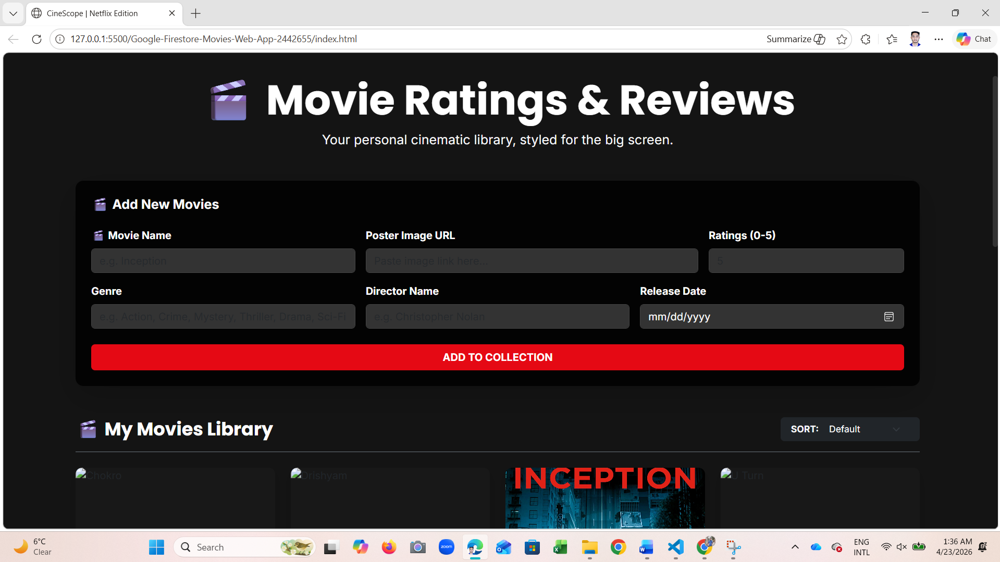 CineScope | Netflix Edition
127.0.0.1:5500/Google-Firestore-Movies-Web-App-2442655/index.html
Summarize
Chat
Movie Ratings & Reviews
Your personal cinematic library, styled for the big screen.
Add New Movies
Movie Name
Poster Image URL
Ratings (0-5)
e.g. Inception
Paste image link here...
5
Genre
Director Name
Release Date
e.g. Action, Crime, Mystery, Thriller, Drama, Sci-Fi
e.g. Christopher Nolan
mm/dd/yyyy
ADD TO COLLECTION
My Movies Library
SORT: Default
Chokro
Drishyam
INCEPTION
U Turn
6°C
Clear
Search
zoom
ENG
INTL
1:36 AM
4/23/2026